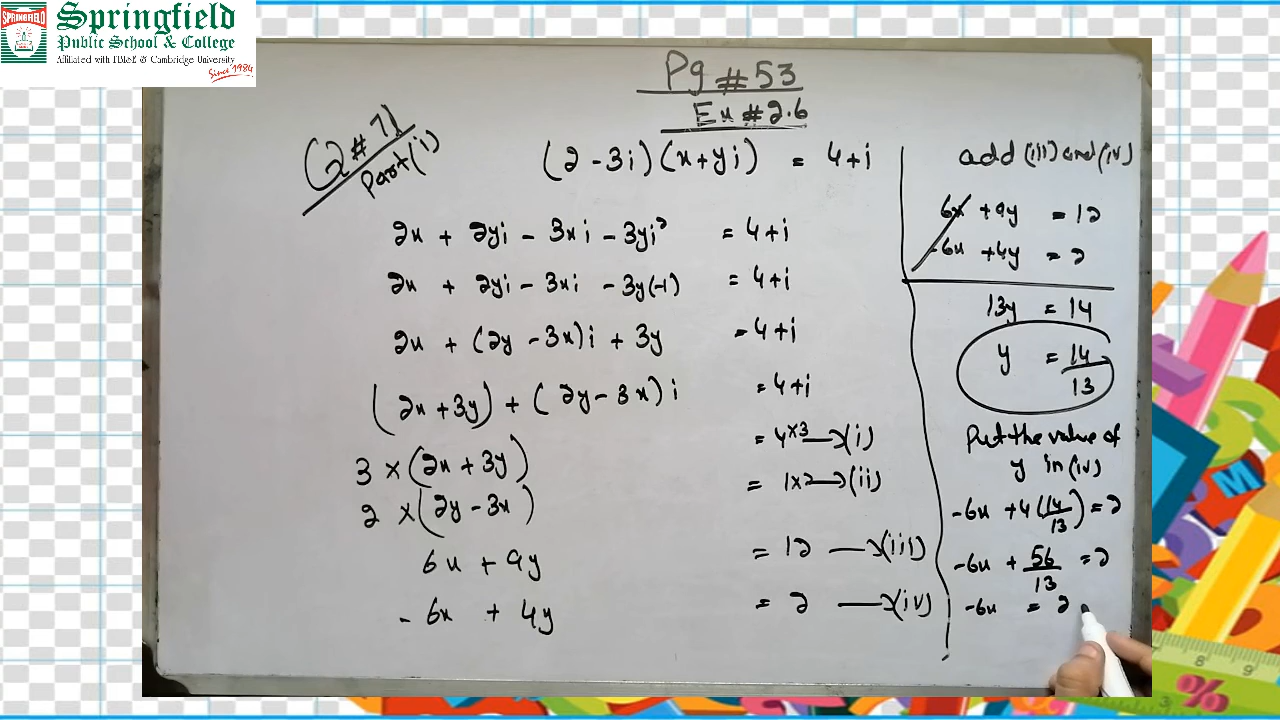 SPRINGFIELD
Springfield
Public School & College
Affiliated with FBISE & Cambridge University
Since 1984
Pg # 53
Ex # 2.6
(Q # 7)
Part (i)
(2 - 3i) (x + yi) = 4 + i
2x + 2yi - 3xi - 3yi² = 4 + i
2x + 2yi - 3xi - 3y(-1) = 4 + i
2x + (2y - 3x)i + 3y = 4 + i
(2x + 3y) + (2y - 3x)i = 4 + i
3 × (2x + 3y) = 4×3 → (i)
2 × (2y - 3x) = 1×2 → (ii)
6x + 9y = 12 → (iii)
- 6x + 4y = 2 → (iv)
add (iii) and (iv)
6x + 9y = 12
-6x + 4y = 2
13y = 14
y = 14/13
Put the value of
y in (iv)
-6x + 4(14/13) = 2
-6x + 56/13 = 2
-6x = 2
M
%
8
9